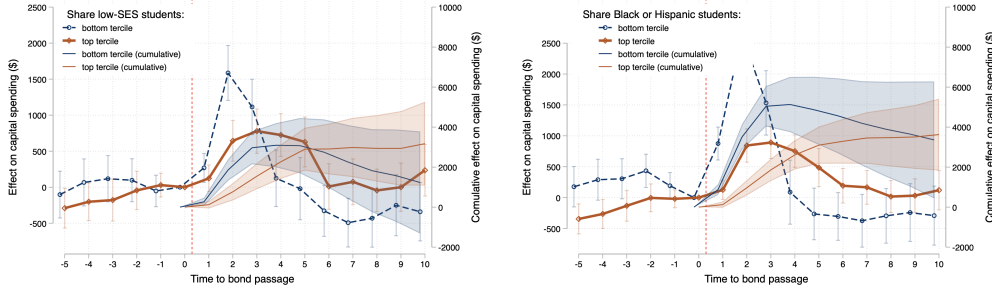 Share low-SES students:
bottom tercile
top tercile
bottom tercile (cumulative)
top tercile (cumulative)
Effect on capital spending ($)
2500
2000
1500
1000
500
0
-500
Cumulative effect on capital spending ($)
10000
8000
6000
4000
2000
0
-2000
-5 -4 -3 -2 -1 0 1 2 3 4 5 6 7 8 9 10
Time to bond passage
Share Black or Hispanic students:
bottom tercile
top tercile
bottom tercile (cumulative)
top tercile (cumulative)
Effect on capital spending ($)
2500
2000
1500
1000
500
0
-500
Cumulative effect on capital spending ($)
10000
8000
6000
4000
2000
0
-2000
-5 -4 -3 -2 -1 0 1 2 3 4 5 6 7 8 9 10
Time to bond passage